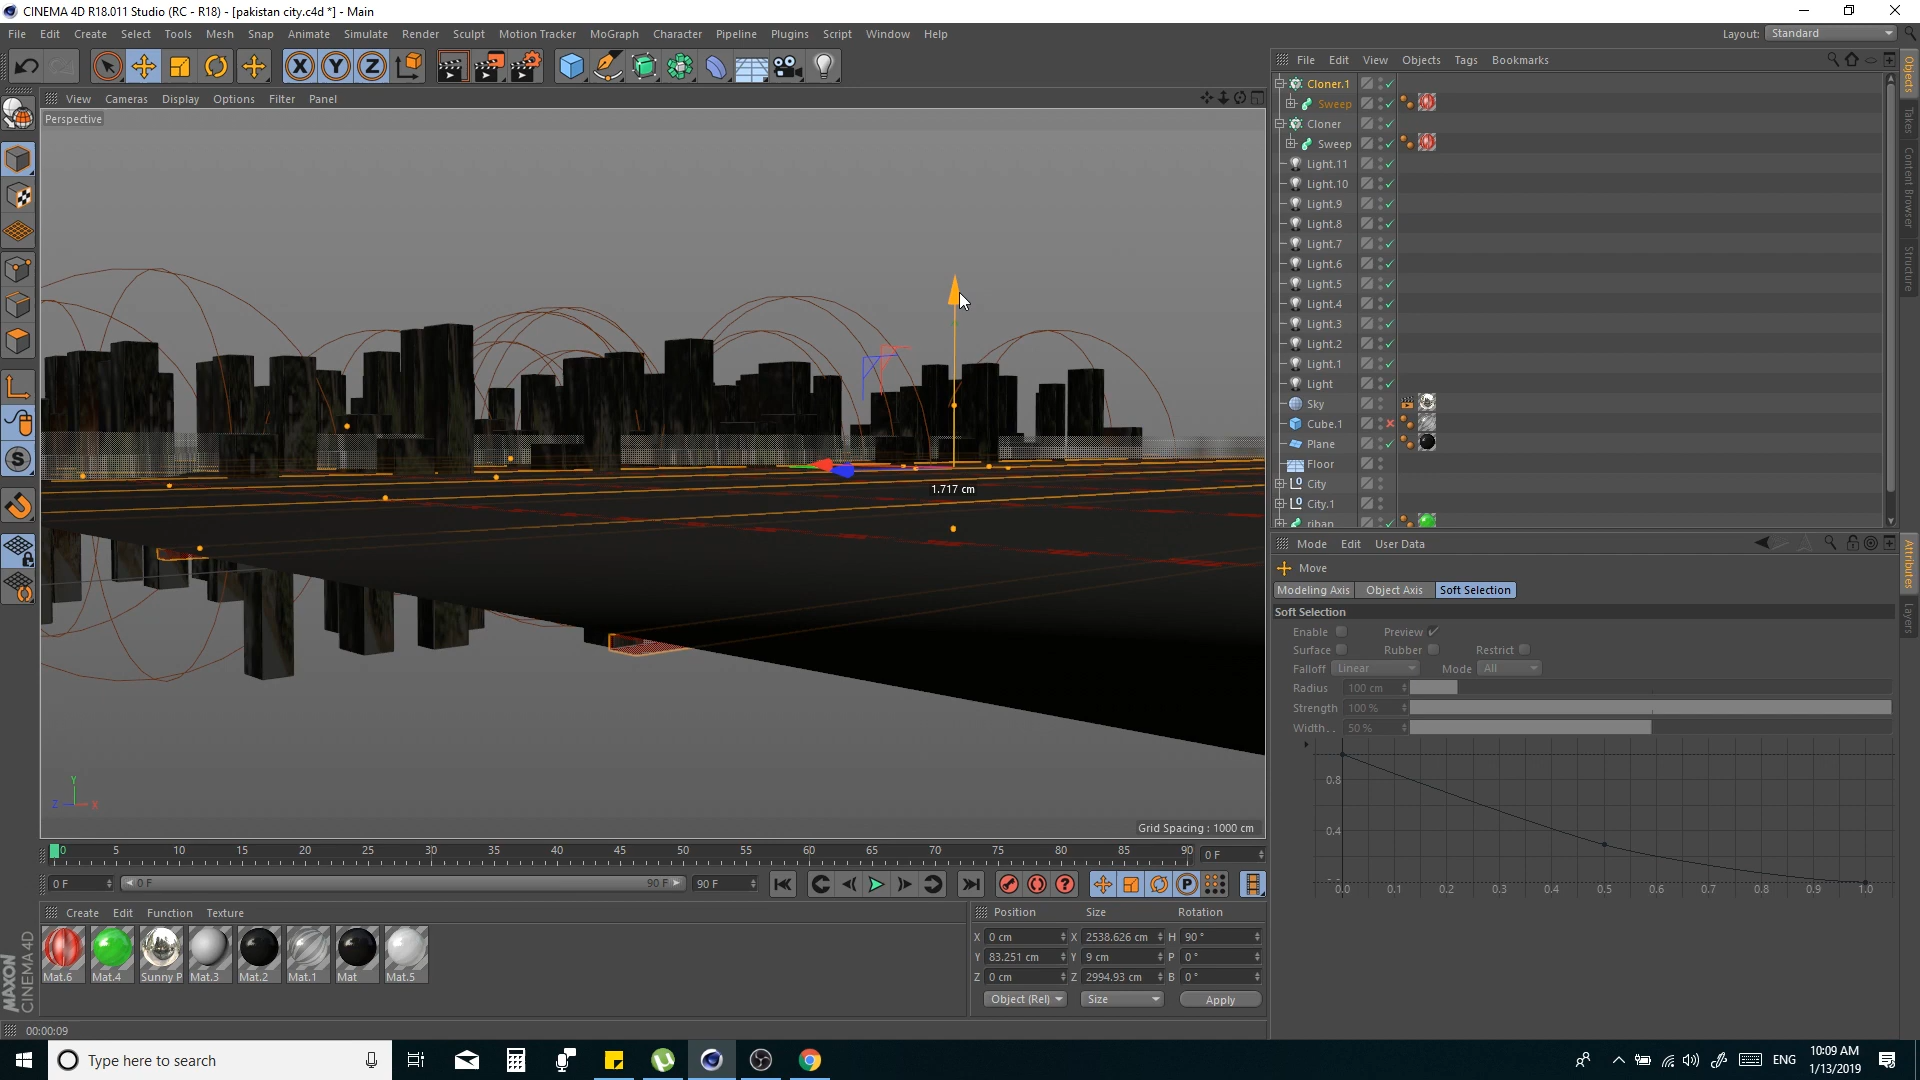 CINEMA 4D R18.011 Studio (RC - R18) - [pakistan city.c4d *] - Main
File Edit Create Select Tools Mesh Snap Animate Simulate Render Sculpt Motion Tracker MoGraph Character Pipeline Plugins Script Window Help
Layout: Standard
X Y Z
View Cameras Display Options Filter Panel
Perspective
1.717 cm
Y
Z X
Grid Spacing : 1000 cm
File Edit View Objects Tags Bookmarks
Cloner.1
Sweep
Cloner
Sweep
Light.11
Light.10
Light.9
Light.8
Light.7
Light.6
Light.5
Light.4
Light.3
Light.2
Light.1
Light
Sky
Cube.1
Plane
Floor
City
City.1
riban
Objects
Takes
Content Browser
Structure
Mode Edit User Data
Move
Modeling Axis Object Axis Soft Selection
Soft Selection
Enable Preview
Surface Rubber Restrict
Falloff Linear Mode All
Radius 100 cm
Strength 100 %
Width. . 50 %
0.8
0.4
0.0 0.1 0.2 0.3 0.4 0.5 0.6 0.7 0.8 0.9 1.0
Attributes
Layers
0 5 10 15 20 25 30 35 40 45 50 55 60 65 70 75 80 85 90
0 F
0 F 0 F 90 F 90 F
Create Edit Function Texture
Mat.6 Mat.4 Sunny P Mat.3 Mat.2 Mat.1 Mat Mat.5
Position Size Rotation
X 0 cm X 2538.626 cm H 90 °
Y 83.251 cm Y 9 cm P 0 °
Z 0 cm Z 2994.93 cm B 0 °
Object (Rel) Size Apply
MAXON
CINEMA 4D
00:00:09
Type here to search
ENG
10:09 AM
1/13/2019